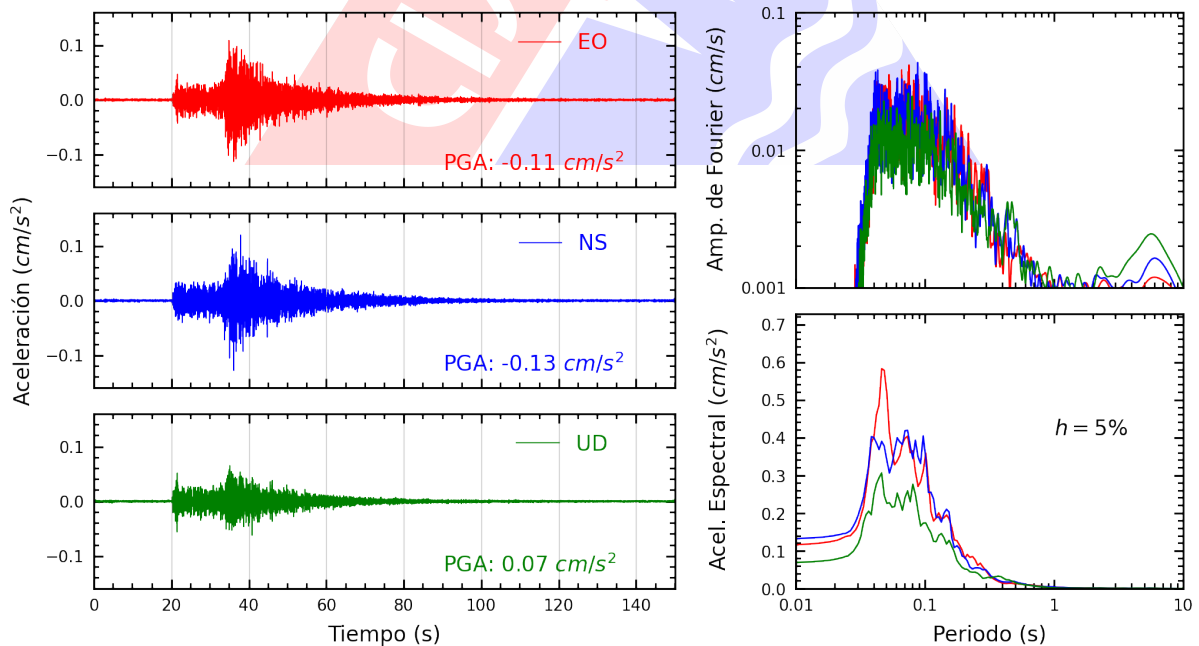 Aceleración (cm/s²)
0.1
0.0
−0.1
EO
PGA: -0.11 cm/s²
0.1
0.0
−0.1
NS
PGA: -0.13 cm/s²
0.1
0.0
−0.1
UD
PGA: 0.07 cm/s²
0 20 40 60 80 100 120 140
Tiempo (s)
Amp. de Fourier (cm/s)
0.1
0.01
0.001
Acel. Espectral (cm/s²)
0.7
0.6
0.5
0.4
0.3
0.2
0.1
0.0
h = 5%
0.01 0.1 1 10
Periodo (s)